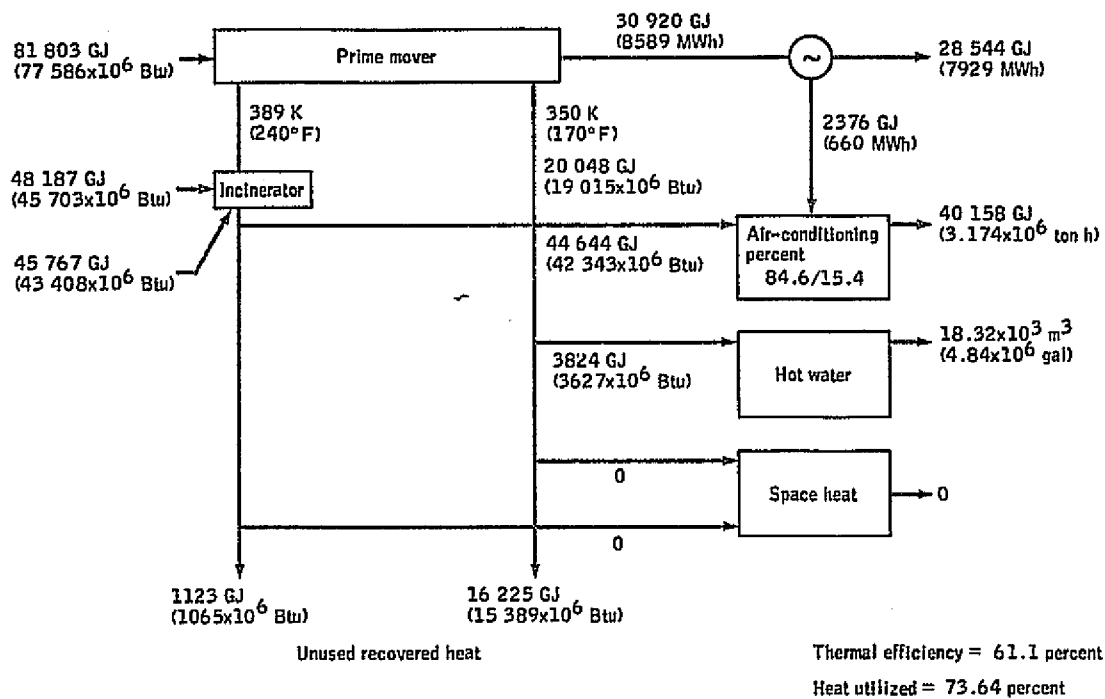 30 920 GJ
(8589 MWh)
81 803 GJ
(77 586x10⁶ Btu)
Prime mover
~
28 544 GJ
(7929 MWh)
389 K
(240°F)
350 K
(170°F)
2376 GJ
(660 MWh)
48 187 GJ
(45 703x10⁶ Btu)
Incinerator
20 048 GJ
(19 015x10⁶ Btu)
45 767 GJ
(43 408x10⁶ Btu)
44 644 GJ
(42 343x10⁶ Btu)
Air-conditioning
percent
84.6/15.4
40 158 GJ
(3.174x10⁶ ton h)
3824 GJ
(3627x10⁶ Btu)
Hot water
18.32x10³ m³
(4.84x10⁶ gal)
0
Space heat
0
0
1123 GJ
(1065x10⁶ Btu)
16 225 GJ
(15 389x10⁶ Btu)
Unused recovered heat
Thermal efficiency = 61.1 percent
Heat utilized = 73.64 percent